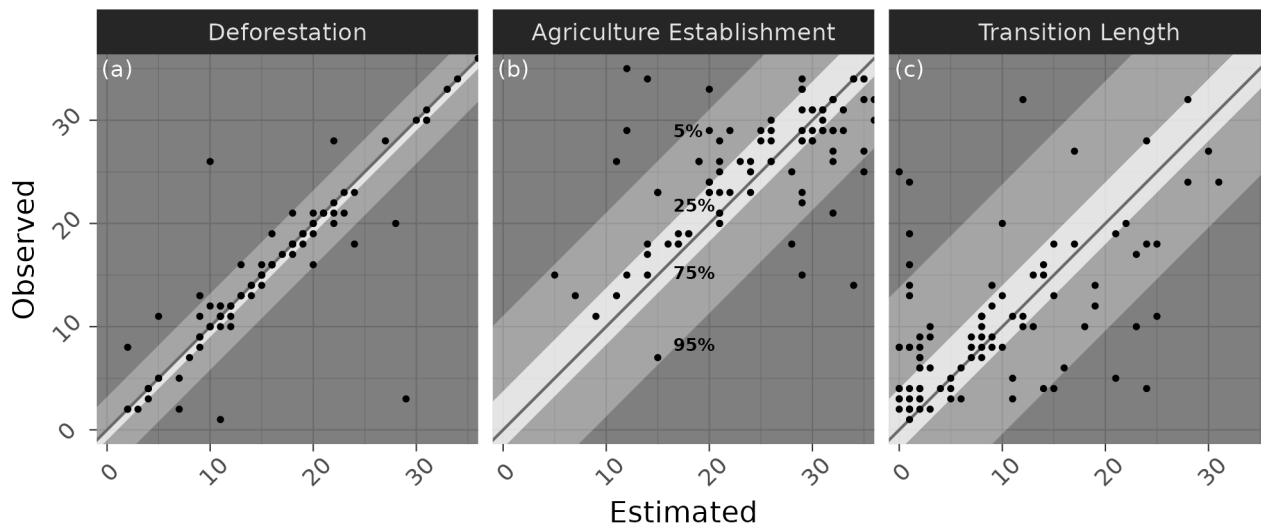 Deforestation
Agriculture Establishment
Transition Length
(a)
(b)
(c)
5%
25%
75%
95%
Observed
30
20
10
0
0 10 20 30
0 10 20 30
0 10 20 30
Estimated